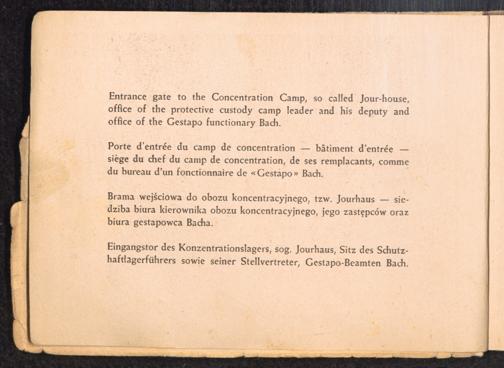 Entrance gate to the Concentration Camp, so called Jour-house,
office of the protective custody camp leader and his deputy and
office of the Gestapo functionary Bach.
Porte d'entrée du camp de concentration — bâtiment d'entrée —
siège du chef du camp de concentration, de ses remplacants, comme
du bureau d'un fonctionnaire de «Gestapo» Bach.
Brama wejściowa do obozu koncentracyjnego, tzw. Jourhaus — sie-
dziba biura kierownika obozu koncentracyjnego, jego zastępców oraz
biura gestapowca Bacha.
Eingangstor des Konzentrationslagers, sog. Jourhaus, Sitz des Schutz-
haftlagerführers sowie seiner Stellvertreter, Gestapo-Beamten Bach.